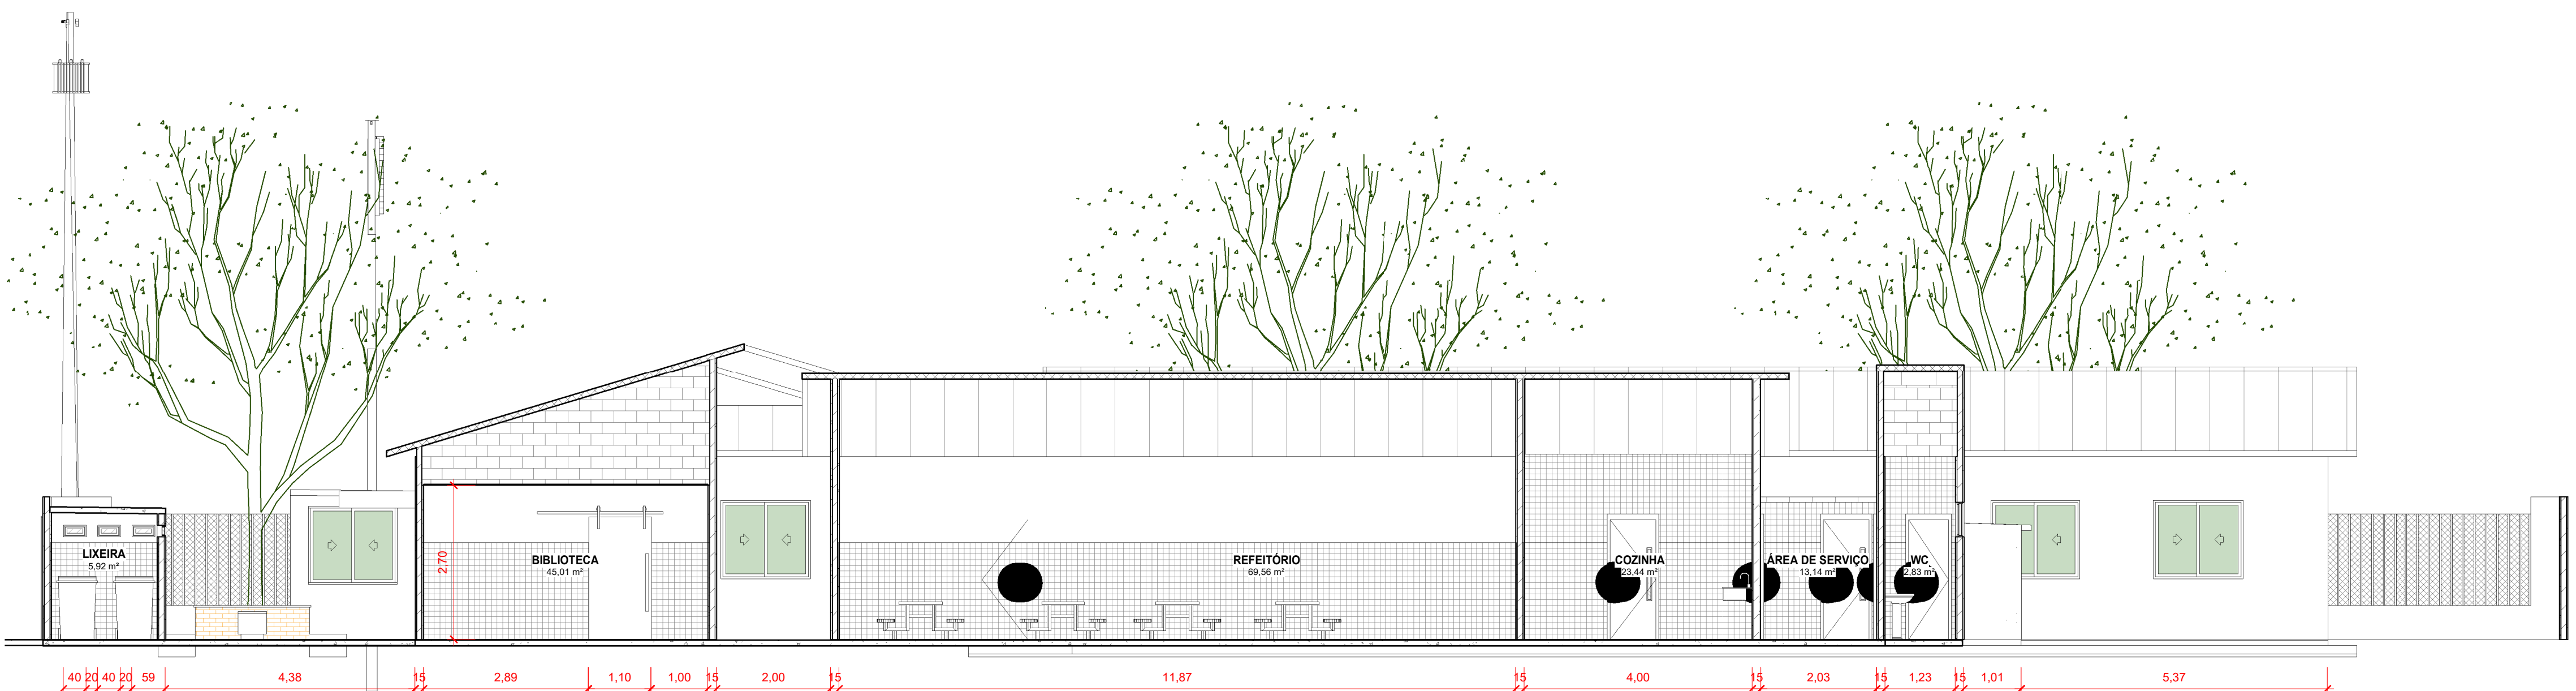 LIXEIRA
5,92 m²
BIBLIOTECA
45,01 m²
2,70
REFEITÓRIO
69,56 m²
COZINHA
23,44 m²
ÁREA DE SERVIÇO
13,14 m²
WC
2,83 m²
40 20 40 20 59 4,38 15 2,89 1,10 1,00 15 2,00 15 11,87 15 4,00 15 2,03 15 1,23 15 1,01 5,37